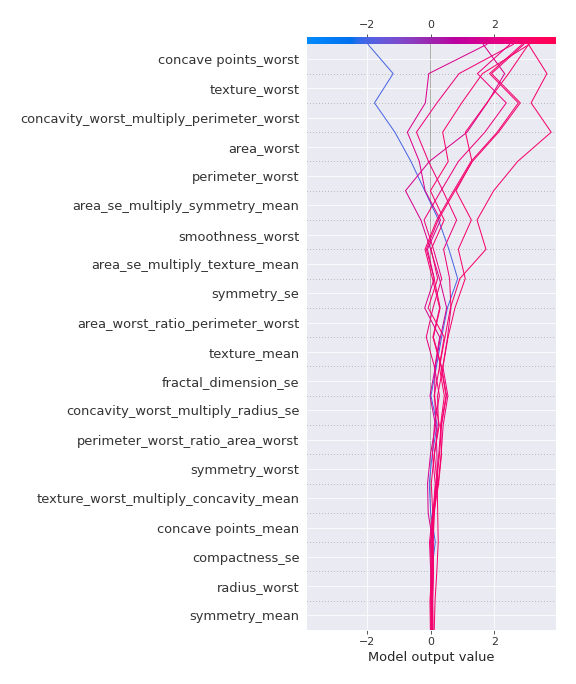 −2 0 2
concave points_worst
texture_worst
concavity_worst_multiply_perimeter_worst
area_worst
perimeter_worst
area_se_multiply_symmetry_mean
smoothness_worst
area_se_multiply_texture_mean
symmetry_se
area_worst_ratio_perimeter_worst
texture_mean
fractal_dimension_se
concavity_worst_multiply_radius_se
perimeter_worst_ratio_area_worst
symmetry_worst
texture_worst_multiply_concavity_mean
concave points_mean
compactness_se
radius_worst
symmetry_mean
−2 0 2
Model output value